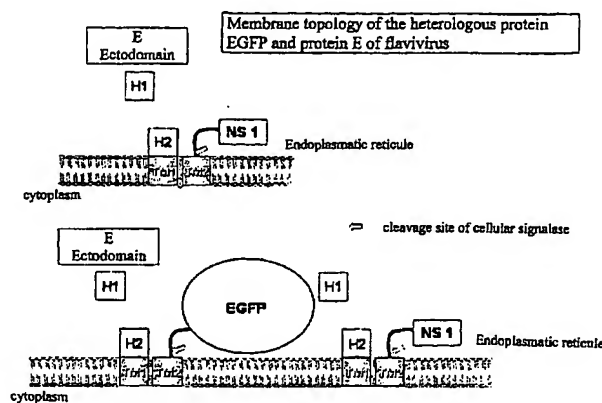 Membrane topology of the heterologous protein
EGFP and protein E of flavivirus
E
Ectodomain
H1
H2
NS 1
Endoplasmatic reticule
cytoplasm
cleavage site of cellular signalase
E
Ectodomain
H1
EGFP
H1
H2
H2
NS 1
Endoplasmatic reticule
cytoplasm